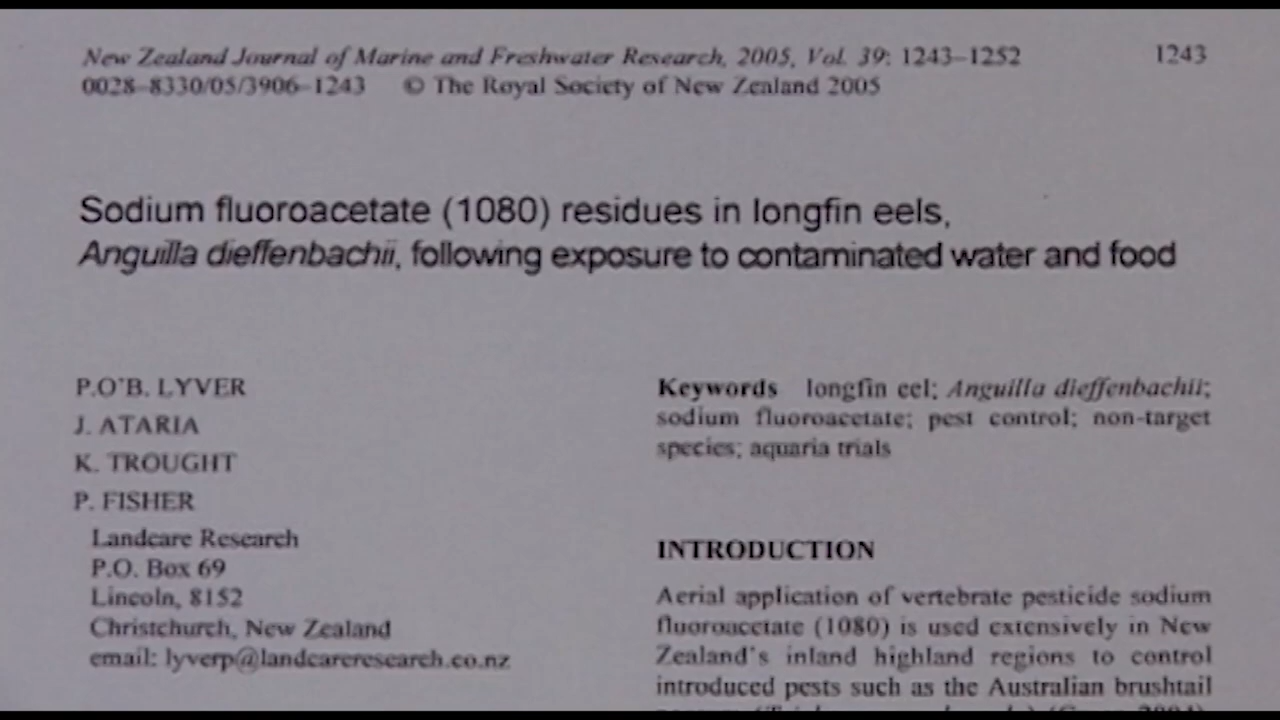 New Zealand Journal of Marine and Freshwater Research, 2005, Vol. 39: 1243–1252 1243
0028–8330/05/3906–1243 © The Royal Society of New Zealand 2005
Sodium fluoroacetate (1080) residues in longfin eels,
Anguilla dieffenbachii, following exposure to contaminated water and food
P.O'B. LYVER
J. ATARIA
K. TROUGHT
P. FISHER
Landcare Research
P.O. Box 69
Lincoln, 8152
Christchurch, New Zealand
email: lyverp@landcareresearch.co.nz
Keywords longfin eel; Anguilla dieffenbachii;
sodium fluoroacetate; pest control; non-target
species; aquaria trials
INTRODUCTION
Aerial application of vertebrate pesticide sodium
fluoroacetate (1080) is used extensively in New
Zealand's inland highland regions to control
introduced pests such as the Australian brushtail